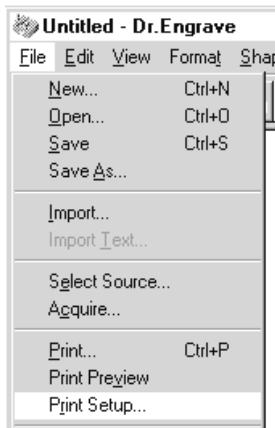 Untitled - Dr.Engrave
File Edit View Format Shap
New... Ctrl+N
Open... Ctrl+O
Save Ctrl+S
Save As...
Import...
Import Text...
Select Source...
Acquire...
Print... Ctrl+P
Print Preview
Print Setup...